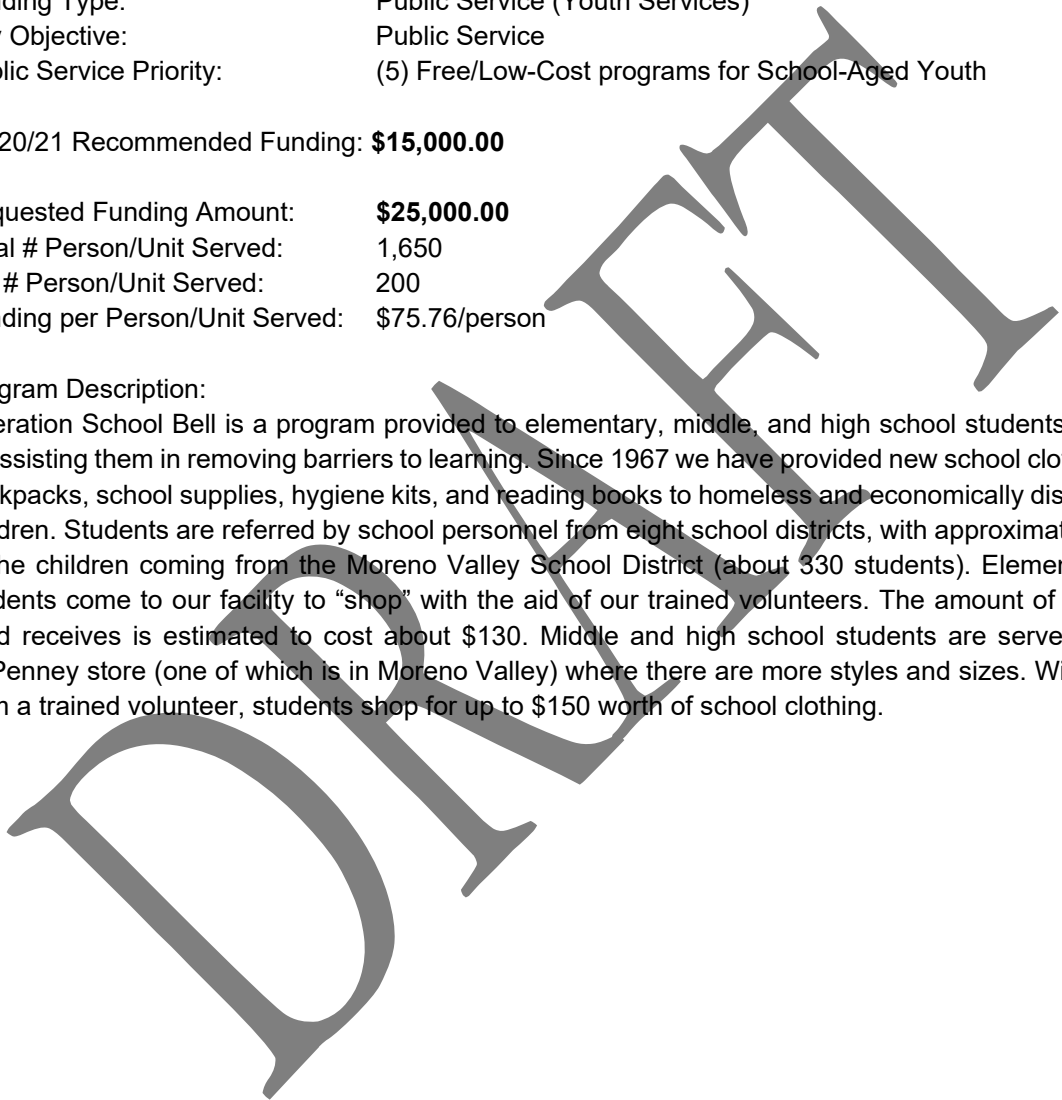 ding Type: Public Service (Youth Services)
y Objective: Public Service
lic Service Priority: (5) Free/Low-Cost programs for School-Aged Youth
20/21 Recommended Funding: $15,000.00
quested Funding Amount: $25,000.00
al # Person/Unit Served: 1,650
# Person/Unit Served: 200
ding per Person/Unit Served: $75.76/person
gram Description:
eration School Bell is a program provided to elementary, middle, and high school students
ssisting them in removing barriers to learning. Since 1967 we have provided new school clo
kpacks, school supplies, hygiene kits, and reading books to homeless and economically dis
dren. Students are referred by school personnel from eight school districts, with approximat
he children coming from the Moreno Valley School District (about 330 students). Elemen
dents come to our facility to “shop” with the aid of our trained volunteers. The amount of
d receives is estimated to cost about $130. Middle and high school students are serve
Penney store (one of which is in Moreno Valley) where there are more styles and sizes. Wi
m a trained volunteer, students shop for up to $150 worth of school clothing.
DRAFT